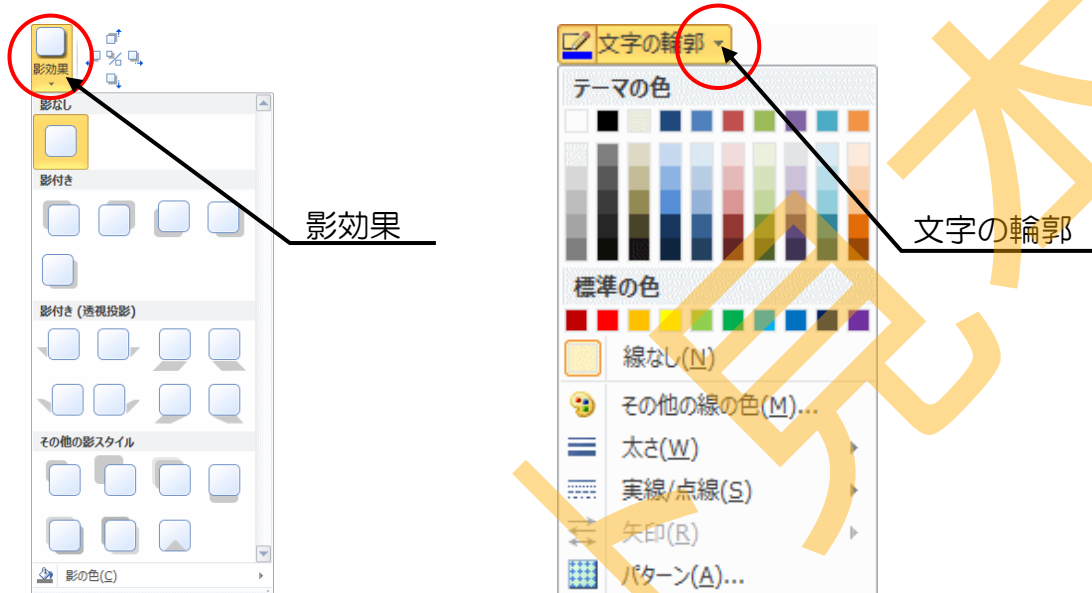 影効果
影なし
影付き
影付き (透視投影)
その他の影スタイル
影の色(C)
影効果
文字の輪郭
テーマの色
標準の色
線なし(N)
その他の線の色(M)...
太さ(W)
実線/点線(S)
矢印(R)
パターン(A)...
文字の輪郭
見本